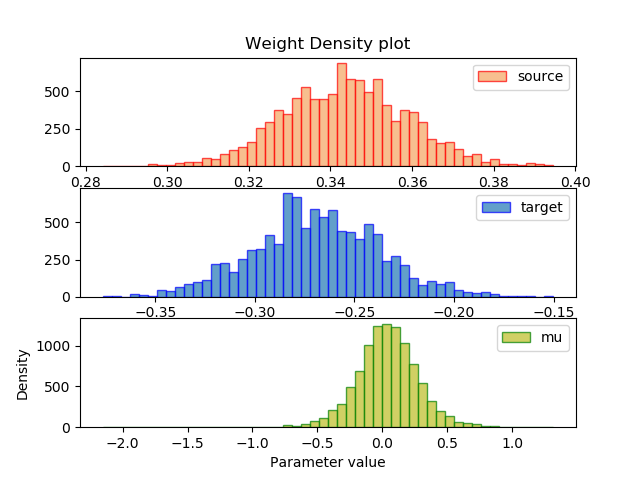 Weight Density plot
source
500
250
0
0.28 0.30 0.32 0.34 0.36 0.38 0.40
target
500
250
0
−0.35 −0.30 −0.25 −0.20 −0.15
mu
1000
500
0
Density
−2.0 −1.5 −1.0 −0.5 0.0 0.5 1.0
Parameter value